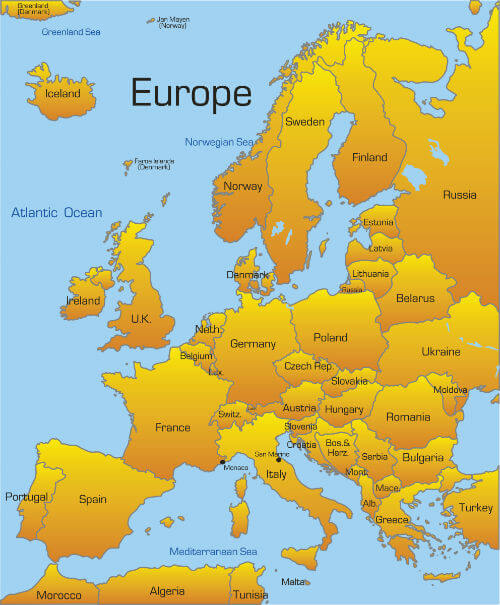 Greenland
(Denmark)
Jan Mayen
(Norway)
Greenland Sea
Iceland
Europe
Sweden
Norwegian Sea
Finland
Faroe Islands
(Denmark)
Norway
Russia
Atlantic Ocean
Estonia
Latvia
Denmark
Lithuania
Russia
Ireland
Belarus
U.K.
Neth.
Poland
Germany
Ukraine
Belgium
Lux.
Czech Rep.
Slovakia
Moldova
Austria
Hungary
Switz.
Romania
France
Slovenia
Croatia
Bos.&
Herz.
San Marino
Serbia
Bulgaria
Monaco
Italy
Mont.
Mace.
Portugal
Spain
Alb.
Turkey
Greece
Mediterranean Sea
Malta
Morocco
Algeria
Tunisia